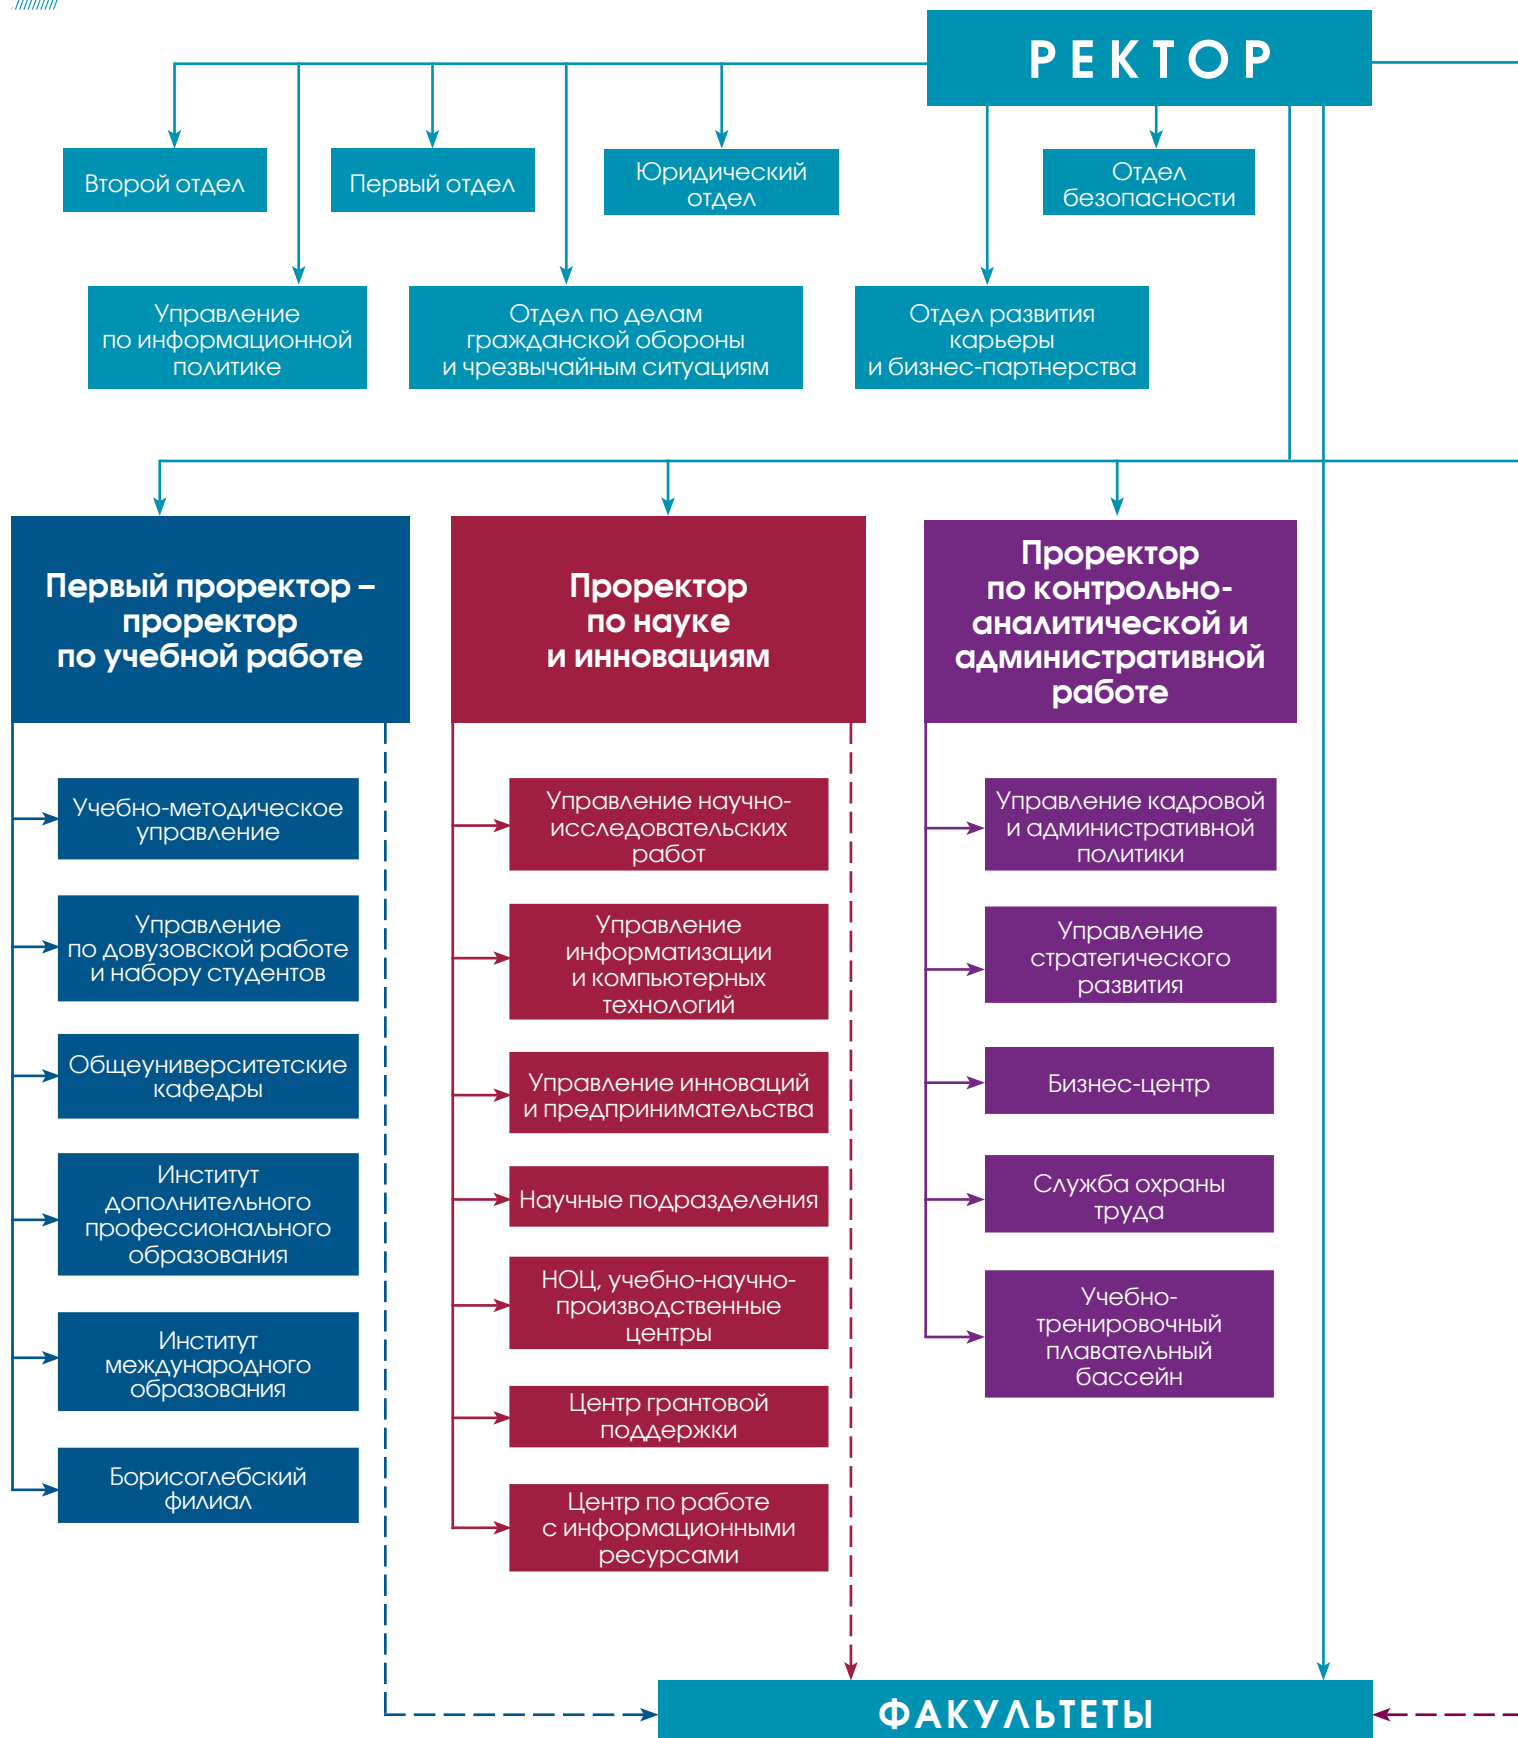 РЕКТОР
Второй отдел
Первый отдел
Юридический
отдел
Отдел
безопасности
Управление
по информационной
политике
Отдел по делам
гражданской обороны
и чрезвычайным ситуациям
Отдел развития
карьеры
и бизнес-партнерства
Первый проректор –
проректор
по учебной работе
Учебно-методическое
управление
Управление
по довузовской работе
и набору студентов
Общеуниверситетские
кафедры
Институт
дополнительного
профессионального
образования
Институт
международного
образования
Борисоглебский
филиал
Проректор
по науке
и инновациям
Управление научно-
исследовательских
работ
Управление
информатизации
и компьютерных
технологий
Управление инноваций
и предпринимательства
Научные подразделения
НОЦ, учебно-научно-
производственные
центры
Центр грантовой
поддержки
Центр по работе
с информационными
ресурсами
Проректор
по контрольно-
аналитической и
административной
работе
Управление кадровой
и административной
политики
Управление
стратегического
развития
Бизнес-центр
Служба охраны
труда
Учебно-
тренировочный
плавательный
бассейн
ФАКУЛЬТЕТЫ